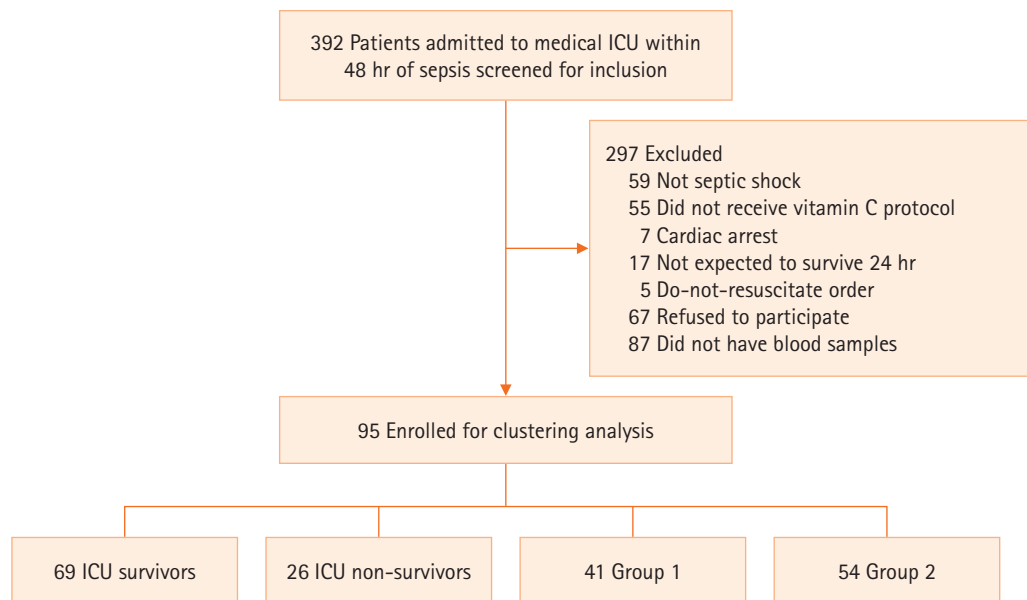 392 Patients admitted to medical ICU within
48 hr of sepsis screened for inclusion
297 Excluded
59 Not septic shock
55 Did not receive vitamin C protocol
7 Cardiac arrest
17 Not expected to survive 24 hr
5 Do-not-resuscitate order
67 Refused to participate
87 Did not have blood samples
95 Enrolled for clustering analysis
69 ICU survivors
26 ICU non-survivors
41 Group 1
54 Group 2